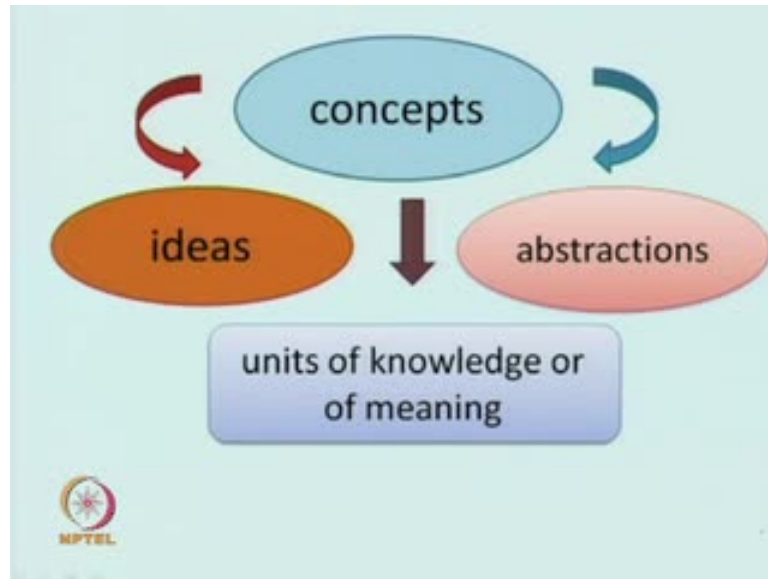 concepts
ideas
abstractions
units of knowledge or
of meaning
NPTEL